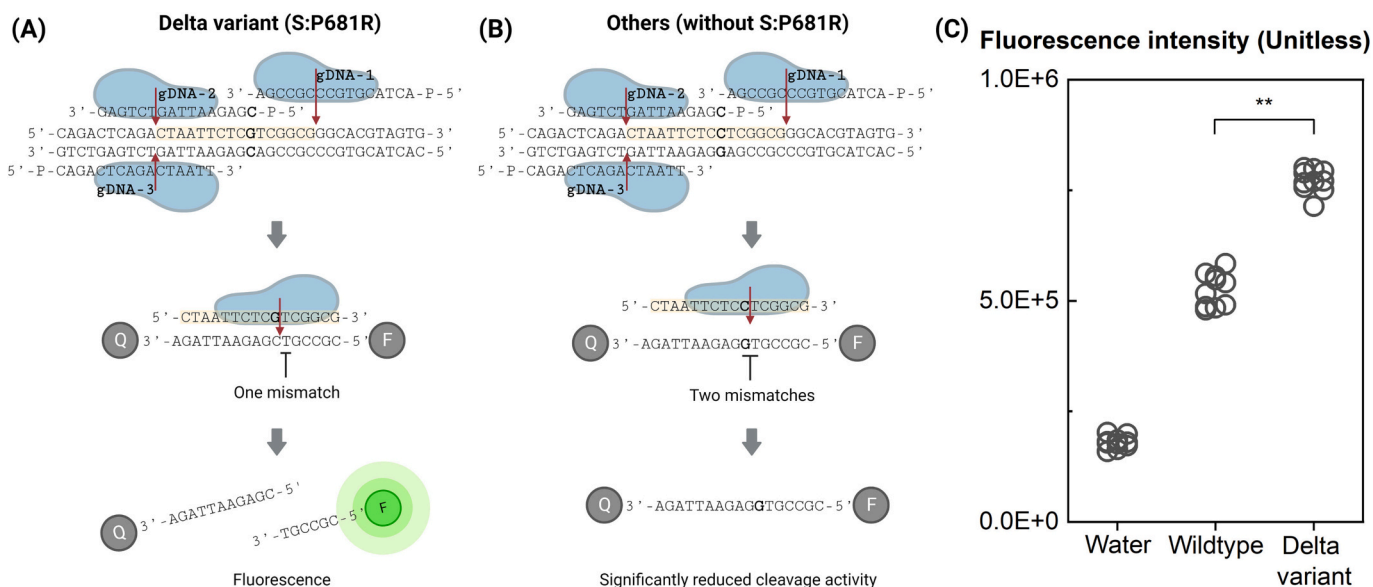 (A)
Delta variant (S:P681R)
gDNA-1
3'-AGCCGCCCGTGCATCA-P-5'
gDNA-2
3'-GAGTCTGATTAAGAGC-P-5'
5'-CAGACTCAGACTAATTCTCGTCGGCGGGCACGTAGTG-3'
3'-GTCTGAGTCTGATTAAGAGCAGCCGCCCGTGCATCAC-5'
5'-P-CAGACTCAGACTAATT-3'
gDNA-3
5'-CTAATTCTCGTCGGCG-3'
Q
3'-AGATTAAGAGCTGCCGC-5'
F
One mismatch
Q
3'-AGATTAAGAGC-5'
3'-TGCCGC-5'
F
Fluorescence
(B)
Others (without S:P681R)
gDNA-1
3'-AGCCGCCCGTGCATCA-P-5'
gDNA-2
3'-GAGTCTGATTAAGAGC-P-5'
5'-CAGACTCAGACTAATTCTCCTCGGCGGGCACGTAGTG-3'
3'-GTCTGAGTCTGATTAAGAGGAGCCGCCCGTGCATCAC-5'
5'-P-CAGACTCAGACTAATT-3'
gDNA-3
5'-CTAATTCTCCTCGGCG-3'
Q
3'-AGATTAAGAGGTGCCGC-5'
F
Two mismatches
Q
3'-AGATTAAGAGGTGCCGC-5'
F
Significantly reduced cleavage activity
(C)
Fluorescence intensity (Unitless)
1.0E+6
**
5.0E+5
0.0E+0
Water
Wildtype
Delta
variant